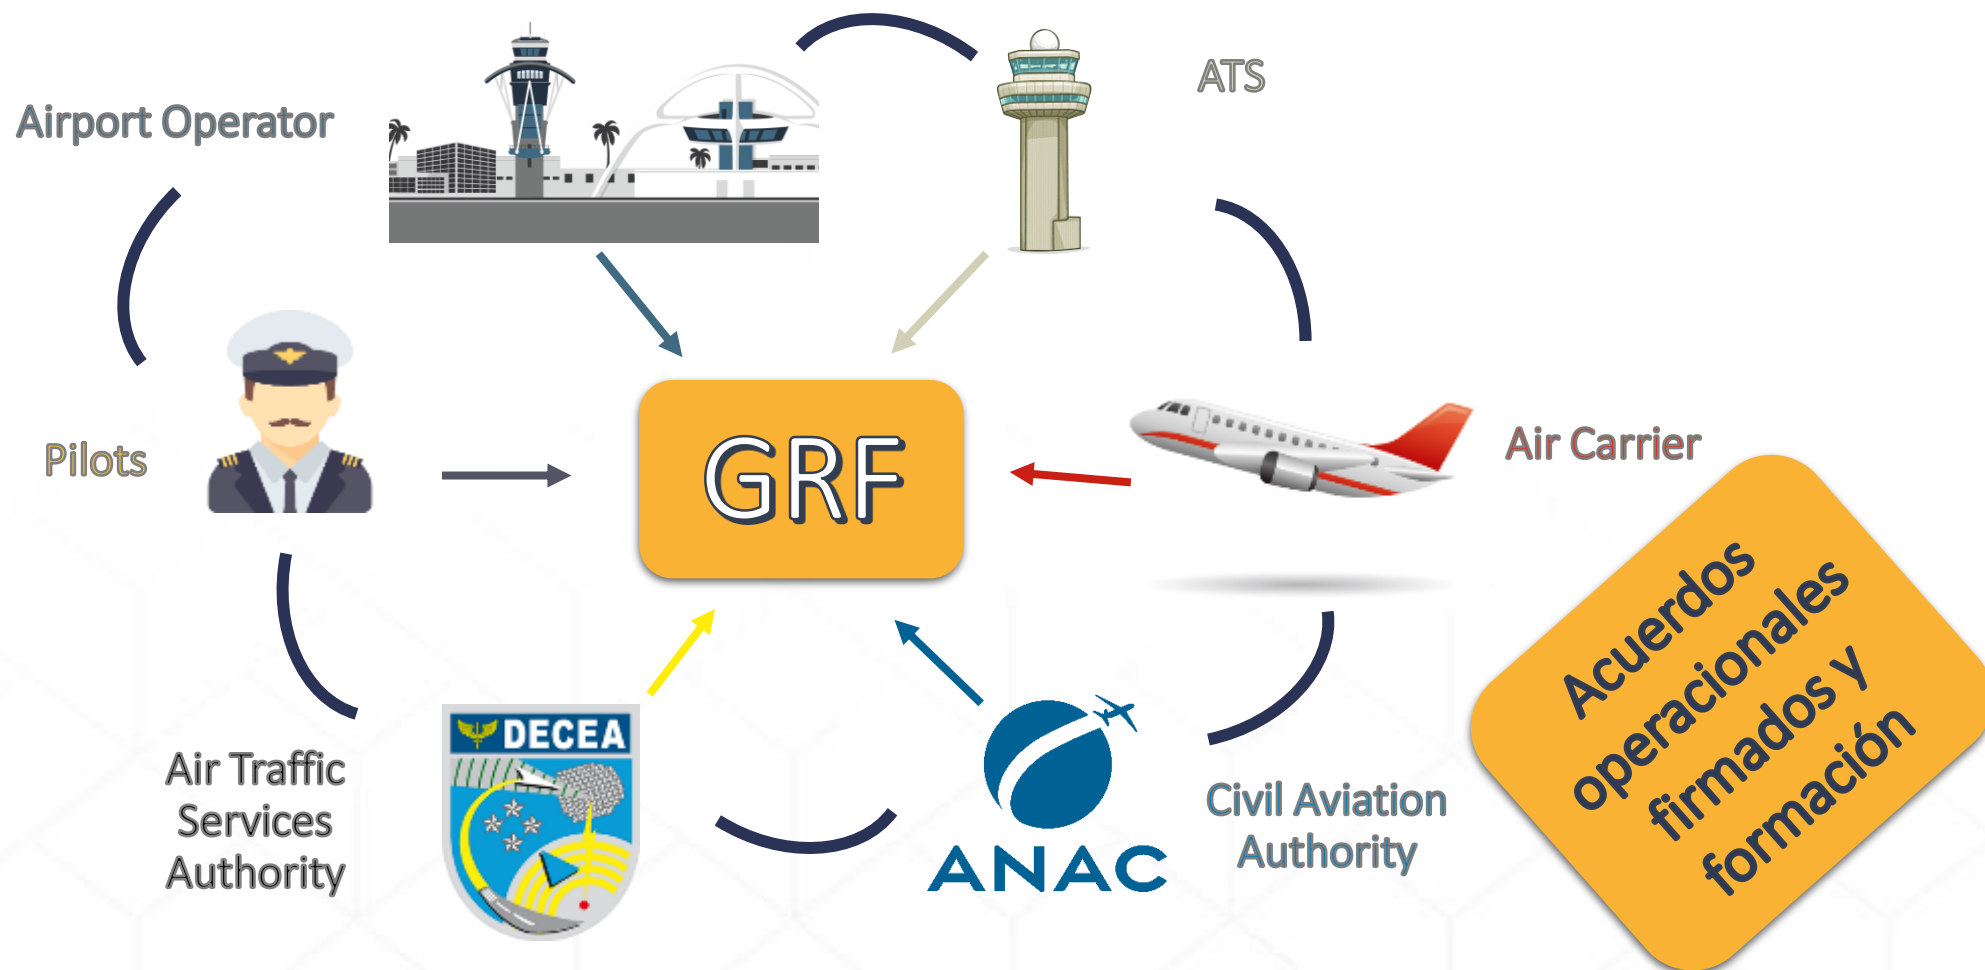 Airport Operator
ATS
Pilots
GRF
Air Carrier
Air Traffic
Services
Authority
DECEA
ANAC
Civil Aviation
Authority
Acuerdos
operacionales
firmados y
formación